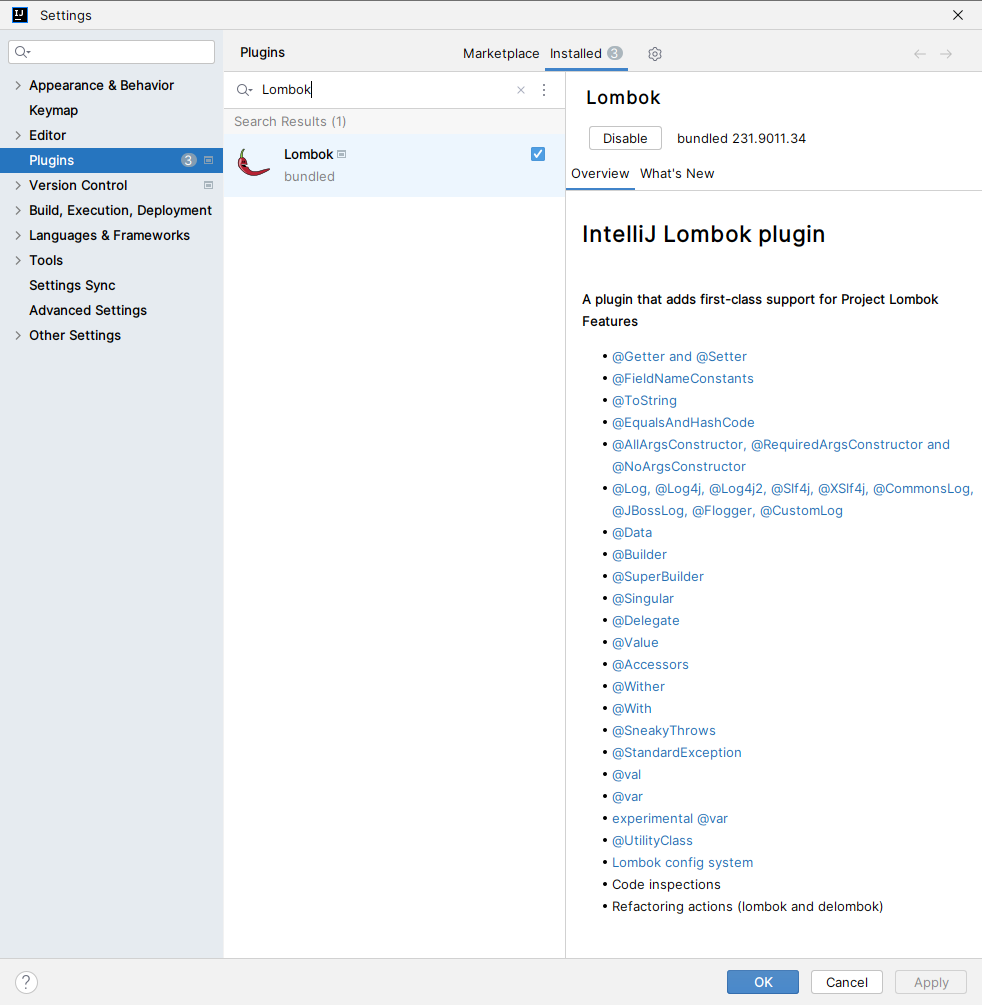 IJ
Settings
Appearance & Behavior
Keymap
Editor
Plugins 3
Version Control
Build, Execution, Deployment
Languages & Frameworks
Tools
Settings Sync
Advanced Settings
Other Settings
Plugins
Marketplace Installed 3
Lombok
Search Results (1)
Lombok
bundled
Lombok
Disable bundled 231.9011.34
Overview What's New
IntelliJ Lombok plugin
A plugin that adds first-class support for Project Lombok
Features
• @Getter and @Setter
• @FieldNameConstants
• @ToString
• @EqualsAndHashCode
• @AllArgsConstructor, @RequiredArgsConstructor and
@NoArgsConstructor
• @Log, @Log4j, @Log4j2, @Slf4j, @XSlf4j, @CommonsLog,
@JBossLog, @Flogger, @CustomLog
• @Data
• @Builder
• @SuperBuilder
• @Singular
• @Delegate
• @Value
• @Accessors
• @Wither
• @With
• @SneakyThrows
• @StandardException
• @val
• @var
• experimental @var
• @UtilityClass
• Lombok config system
• Code inspections
• Refactoring actions (lombok and delombok)
?
OK Cancel Apply